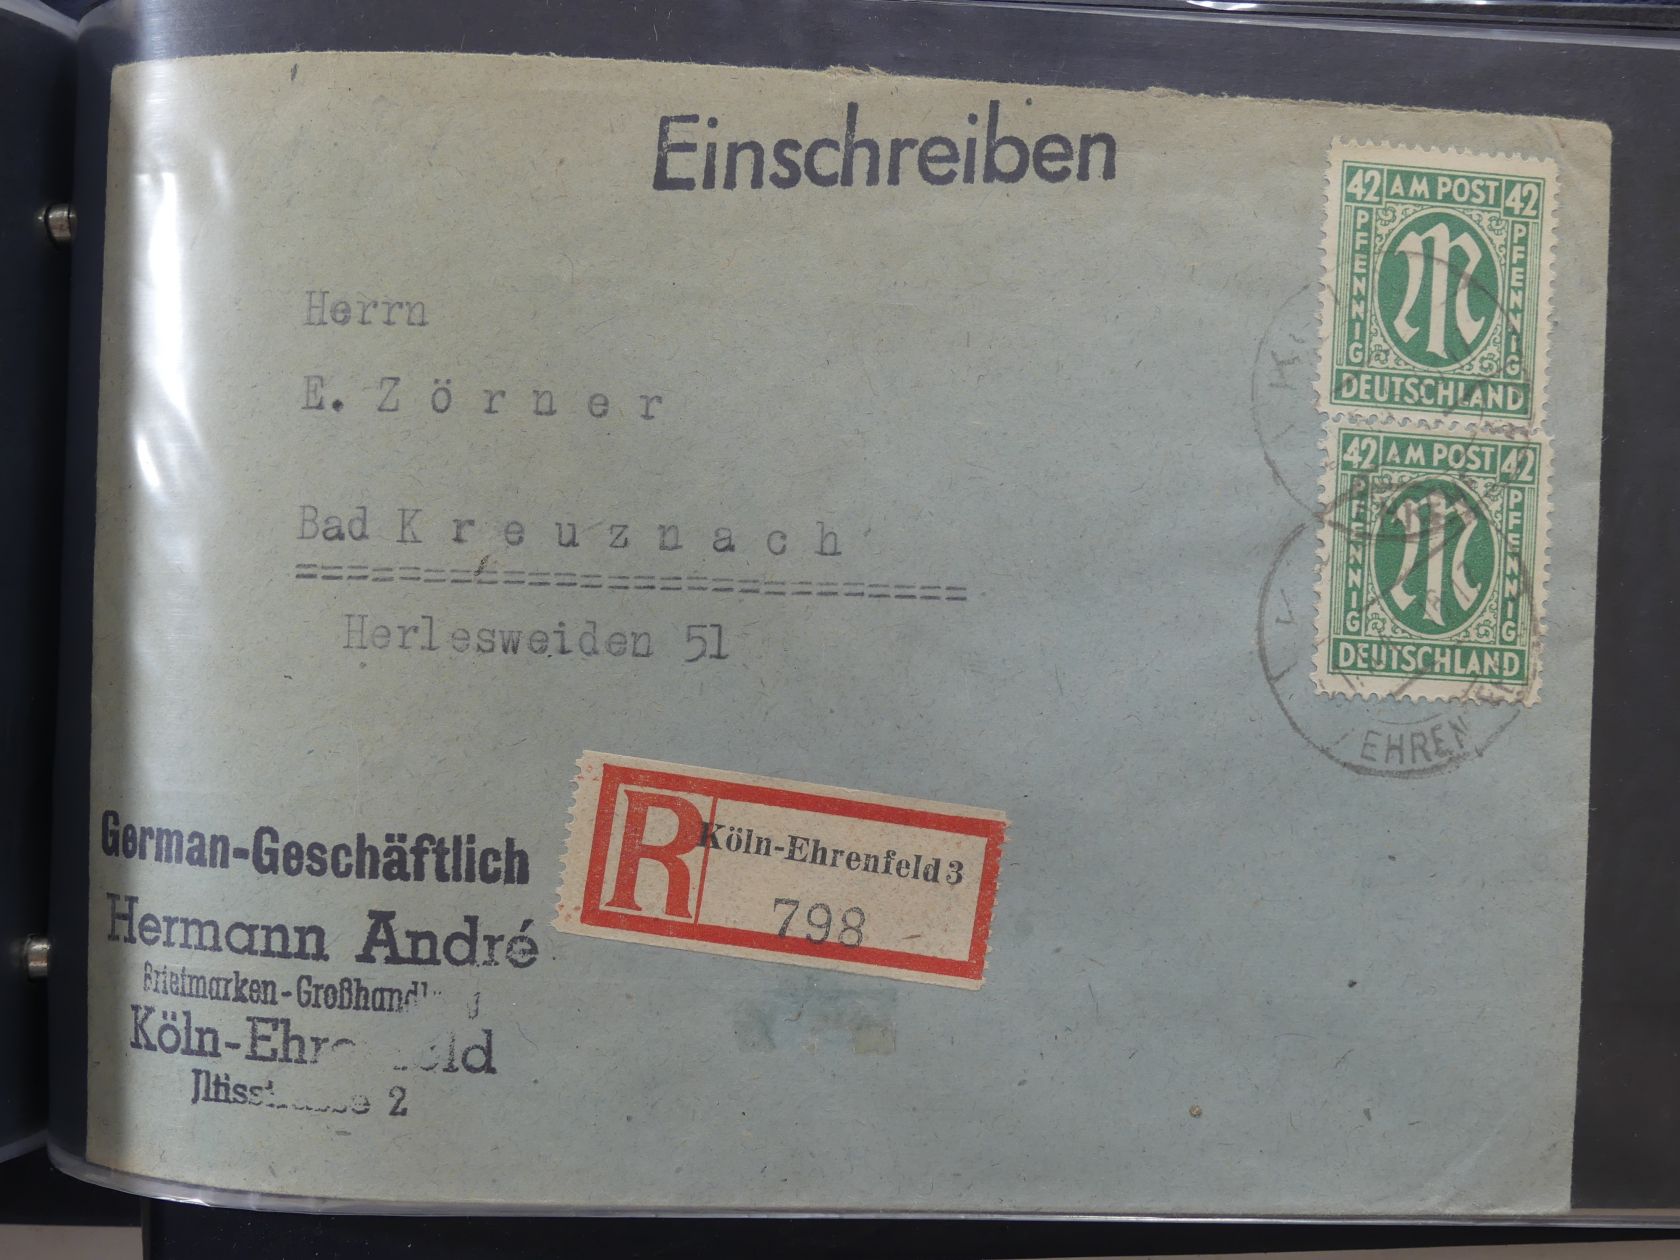 Einschreiben
42 AM POST 42
PFENNIG
PFENNIG
M
DEUTSCHLAND
42 AM POST 42
PFENNIG
PFENNIG
M
DEUTSCHLAND
EHREN
Herrn
E. Zörner
Bad Kreuznach
Herlesweiden 51
R
Köln-Ehrenfeld 3
798
German-Geschäftlich
Hermann André
Köln-Ehrenfeld
2